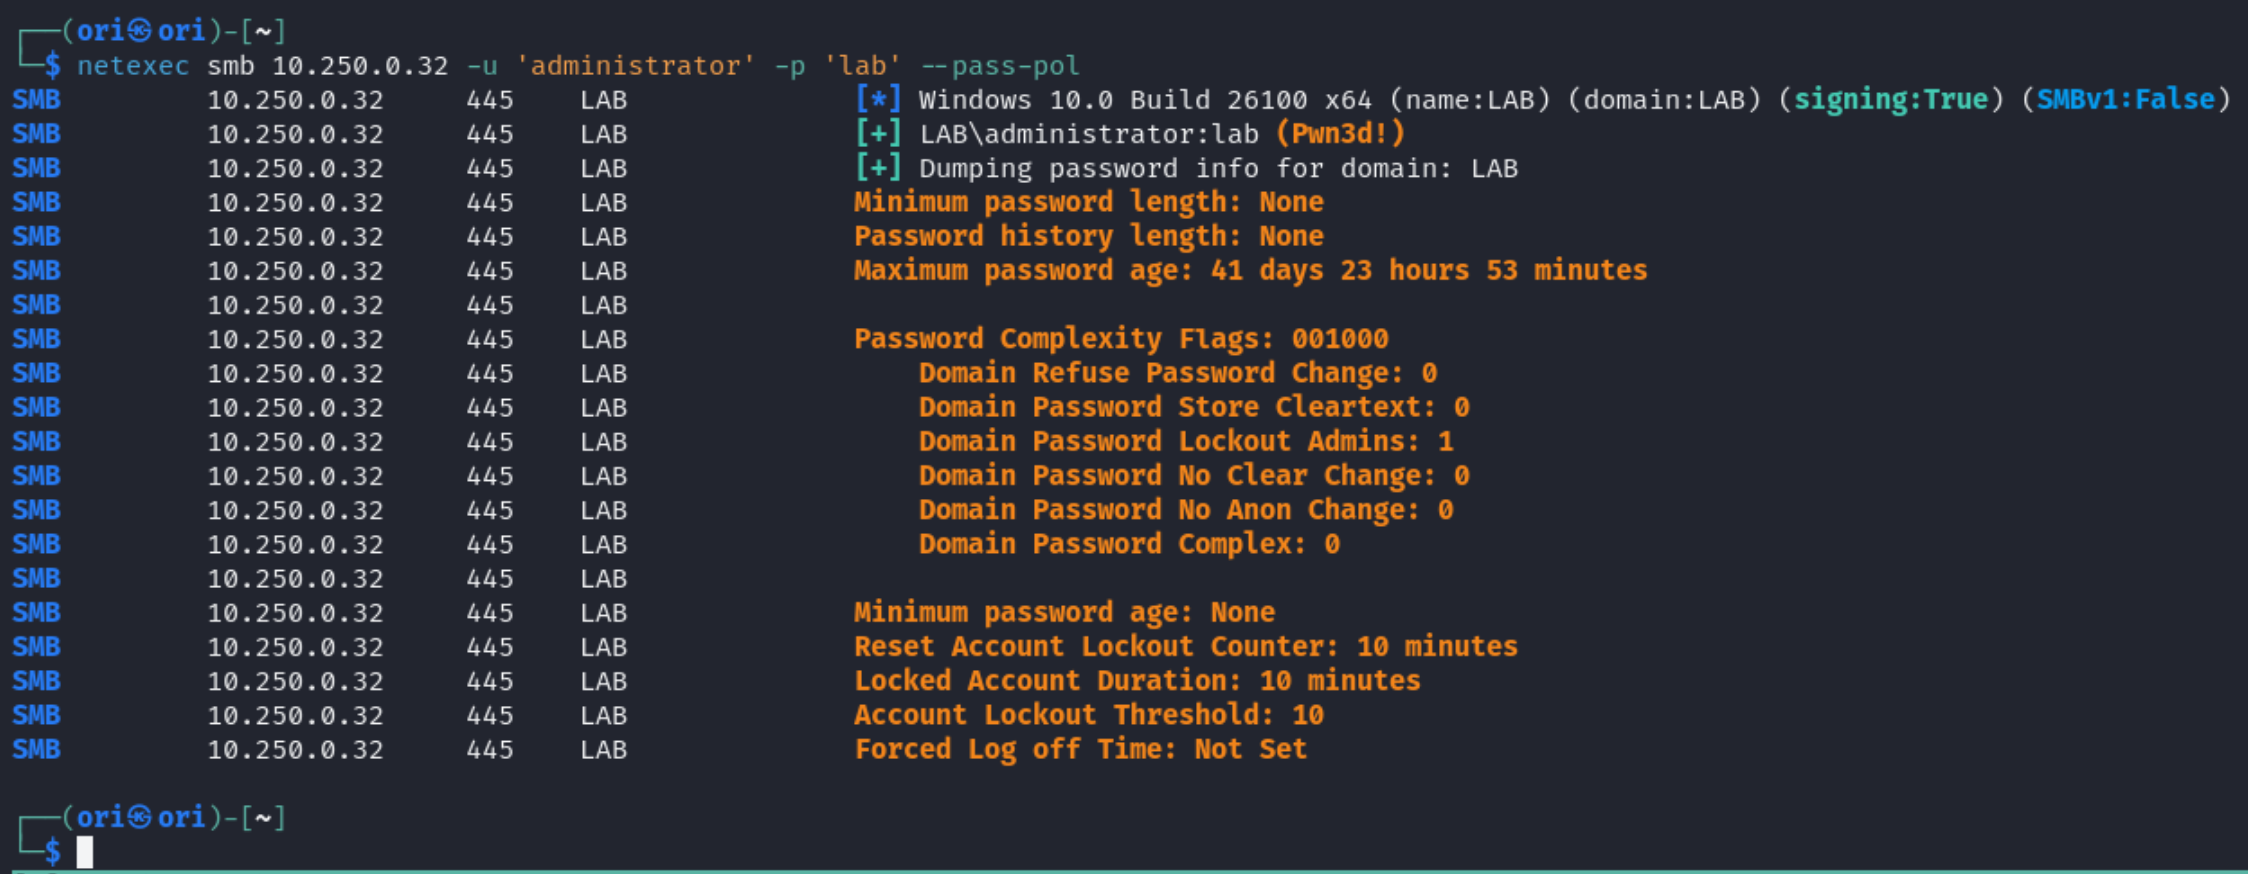 ┌──(ori㉿ori)-[~]
└─$ netexec smb 10.250.0.32 -u 'administrator' -p 'lab' --pass-pol
SMB 10.250.0.32 445 LAB [*] Windows 10.0 Build 26100 x64 (name:LAB) (domain:LAB) (signing:True) (SMBv1:False)
SMB 10.250.0.32 445 LAB [+] LAB\administrator:lab (Pwn3d!)
SMB 10.250.0.32 445 LAB [+] Dumping password info for domain: LAB
SMB 10.250.0.32 445 LAB Minimum password length: None
SMB 10.250.0.32 445 LAB Password history length: None
SMB 10.250.0.32 445 LAB Maximum password age: 41 days 23 hours 53 minutes
SMB 10.250.0.32 445 LAB
SMB 10.250.0.32 445 LAB Password Complexity Flags: 001000
SMB 10.250.0.32 445 LAB Domain Refuse Password Change: 0
SMB 10.250.0.32 445 LAB Domain Password Store Cleartext: 0
SMB 10.250.0.32 445 LAB Domain Password Lockout Admins: 1
SMB 10.250.0.32 445 LAB Domain Password No Clear Change: 0
SMB 10.250.0.32 445 LAB Domain Password No Anon Change: 0
SMB 10.250.0.32 445 LAB Domain Password Complex: 0
SMB 10.250.0.32 445 LAB
SMB 10.250.0.32 445 LAB Minimum password age: None
SMB 10.250.0.32 445 LAB Reset Account Lockout Counter: 10 minutes
SMB 10.250.0.32 445 LAB Locked Account Duration: 10 minutes
SMB 10.250.0.32 445 LAB Account Lockout Threshold: 10
SMB 10.250.0.32 445 LAB Forced Log off Time: Not Set
┌──(ori㉿ori)-[~]
└─$